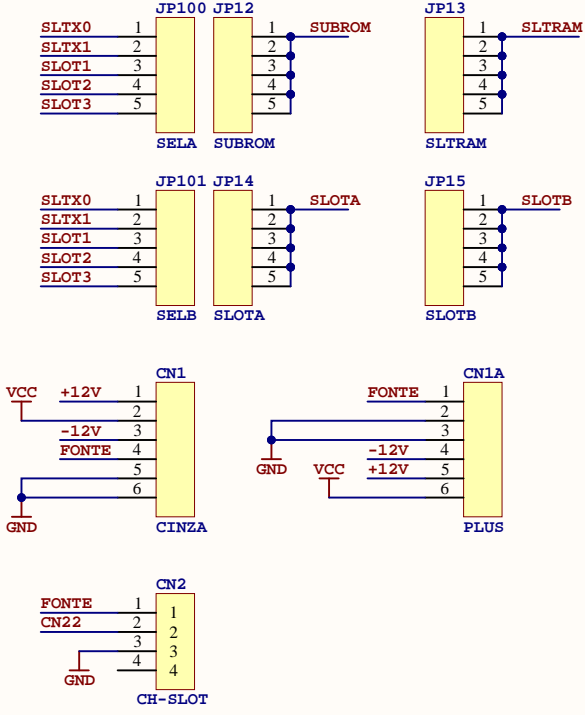 JP100 JP12 JP13
SLTX0 1 1 SUBROM 1 SLTRAM
SLTX1 2 2 2
SLOT1 3 3 3
SLOT2 4 4 4
SLOT3 5 5 5
SELA SUBROM SLTRAM
JP101 JP14 JP15
SLTX0 1 1 SLOTA 1 SLOTB
SLTX1 2 2 2
SLOT1 3 3 3
SLOT2 4 4 4
SLOT3 5 5 5
SELB SLOTA SLOTB
CN1
VCC +12V 1
2
-12V 3
FONTE 4
5
6
GND
CINZA
CN1A
FONTE 1
2
3
GND -12V 4
VCC +12V 5
6
PLUS
CN2
FONTE 1 1
CN22 2 2
3 3
4 4
GND
CH-SLOT